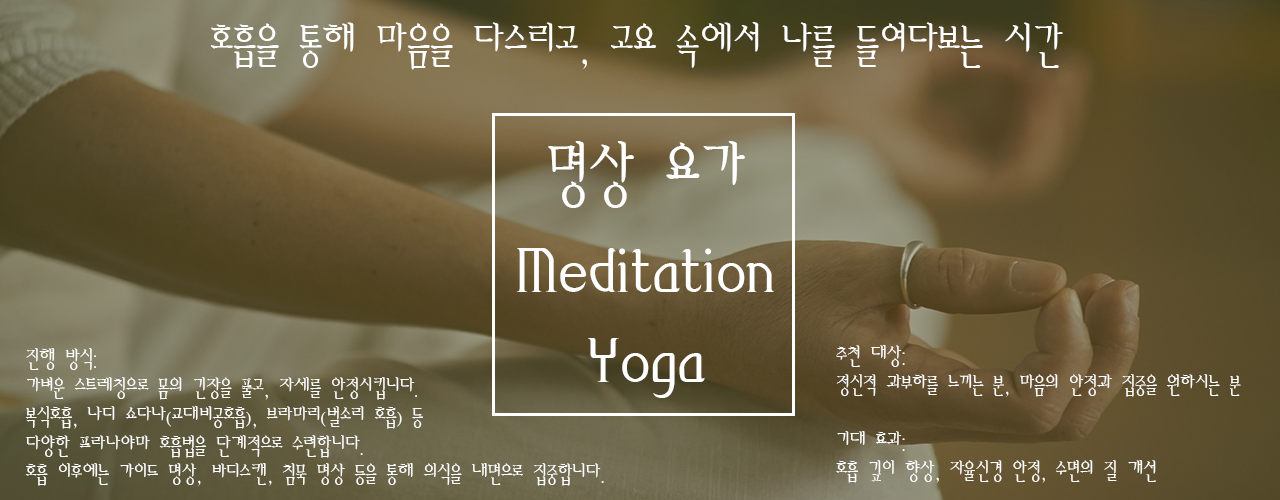 호흡을 통해 마음을 다스리고, 고요 속에서 나를 들여다보는 시간
명상 요가
Meditation
Yoga
진행 방식:
가벼운 스트레칭으로 몸의 긴장을 풀고, 자세를 안정시킵니다.
복식호흡, 나디 쇼다나(교대비공호흡), 브라마리(벌소리 호흡) 등
다양한 프라나야마 호흡법을 단계적으로 수련합니다.
호흡 이후에는 가이드 명상, 바디스캔, 침묵 명상 등을 통해 의식을 내면으로 집중합니다.
추천 대상:
정신적 과부하를 느끼는 분, 마음의 안정과 집중을 원하시는 분
기대 효과:
호흡 깊이 향상, 자율신경 안정, 수면의 질 개선